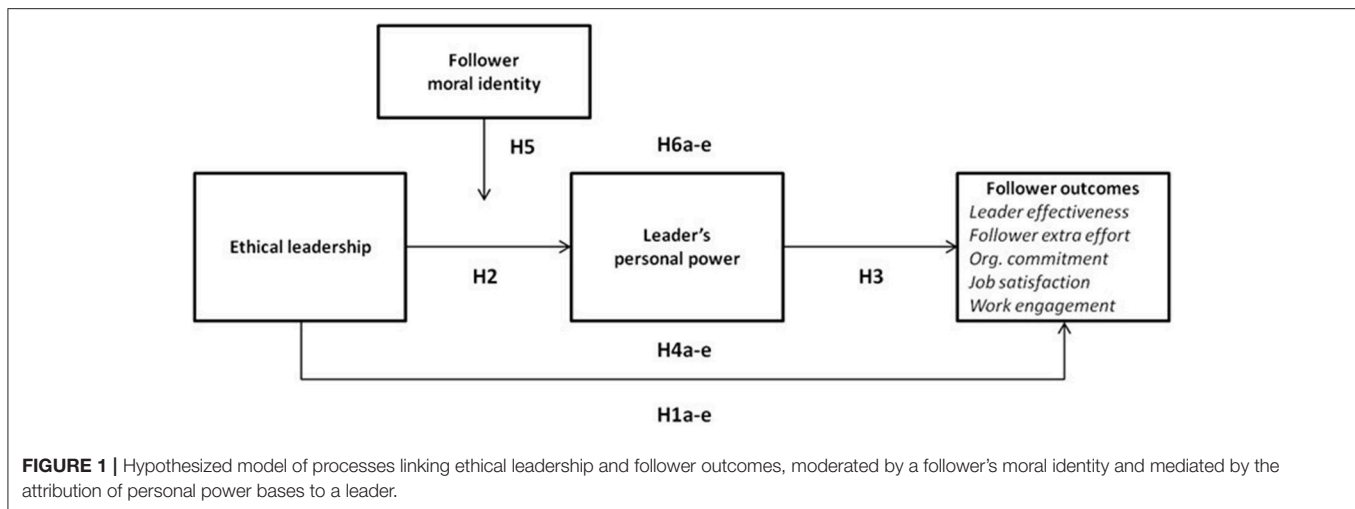 Follower
moral identity
H5
H6a-e
Ethical leadership
H2
Leader's
personal power
H3
Follower outcomes
Leader effectiveness
Follower extra effort
Org. commitment
Job satisfaction
Work engagement
H4a-e
H1a-e
FIGURE 1 | Hypothesized model of processes linking ethical leadership and follower outcomes, moderated by a follower's moral identity and mediated by the
attribution of personal power bases to a leader.